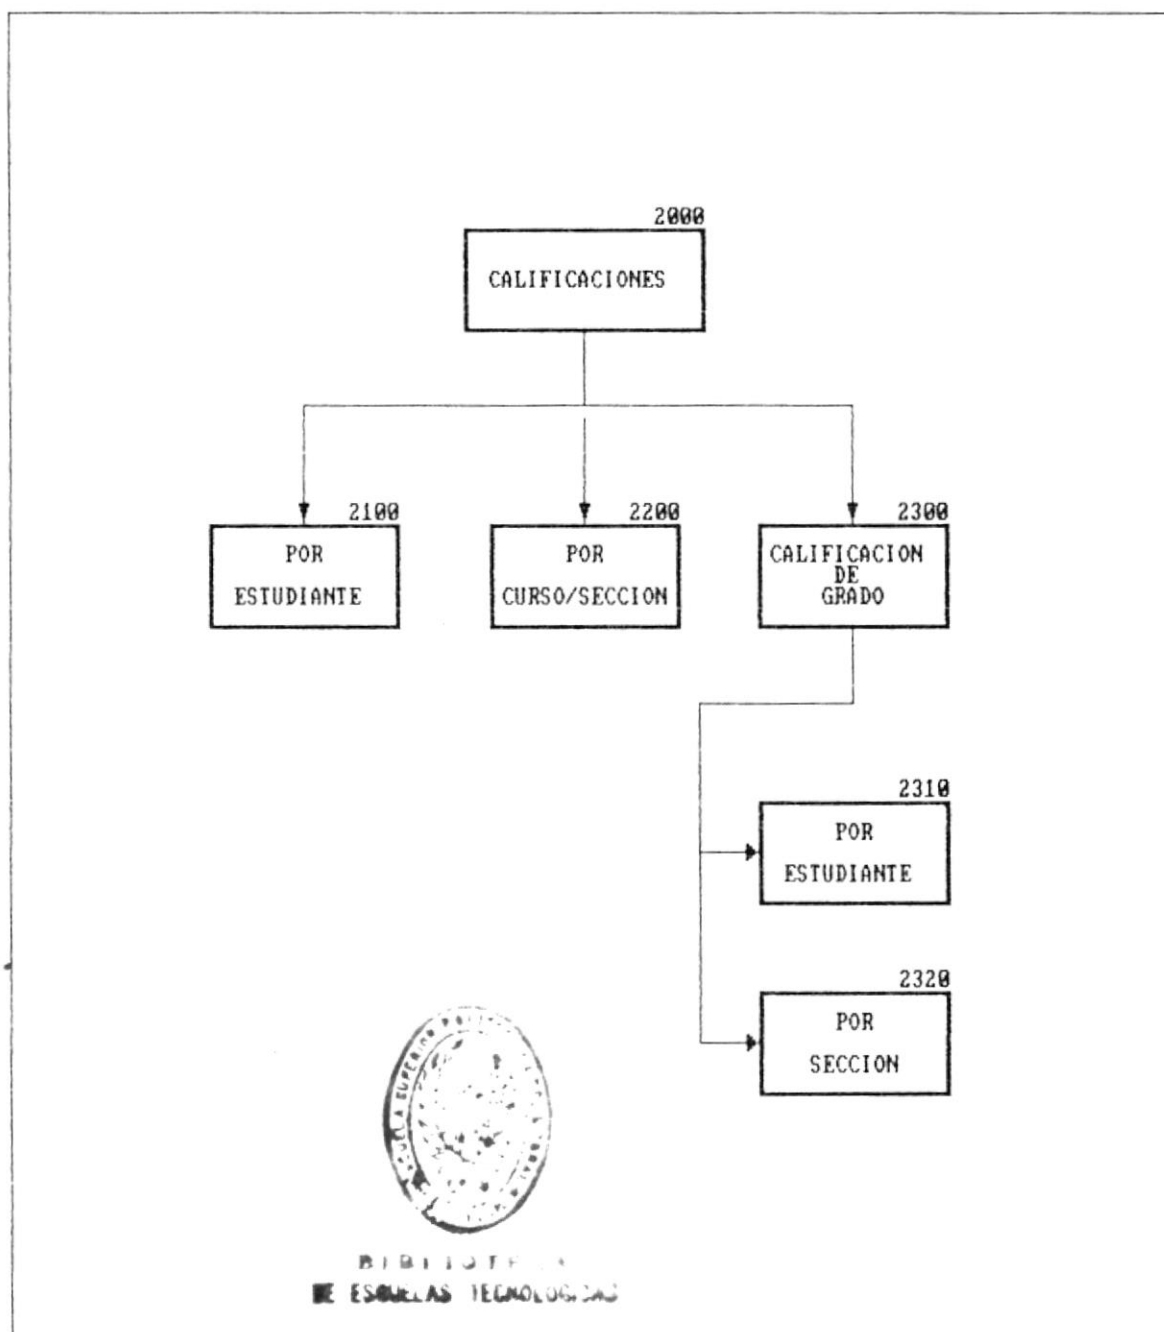 2000
CALIFICACIONES
2100
POR
ESTUDIANTE
2200
POR
CURSO/SECCION
2300
CALIFICACION
DE
GRADO
2310
POR
ESTUDIANTE
2320
POR
SECCION
DE ESCUELAS